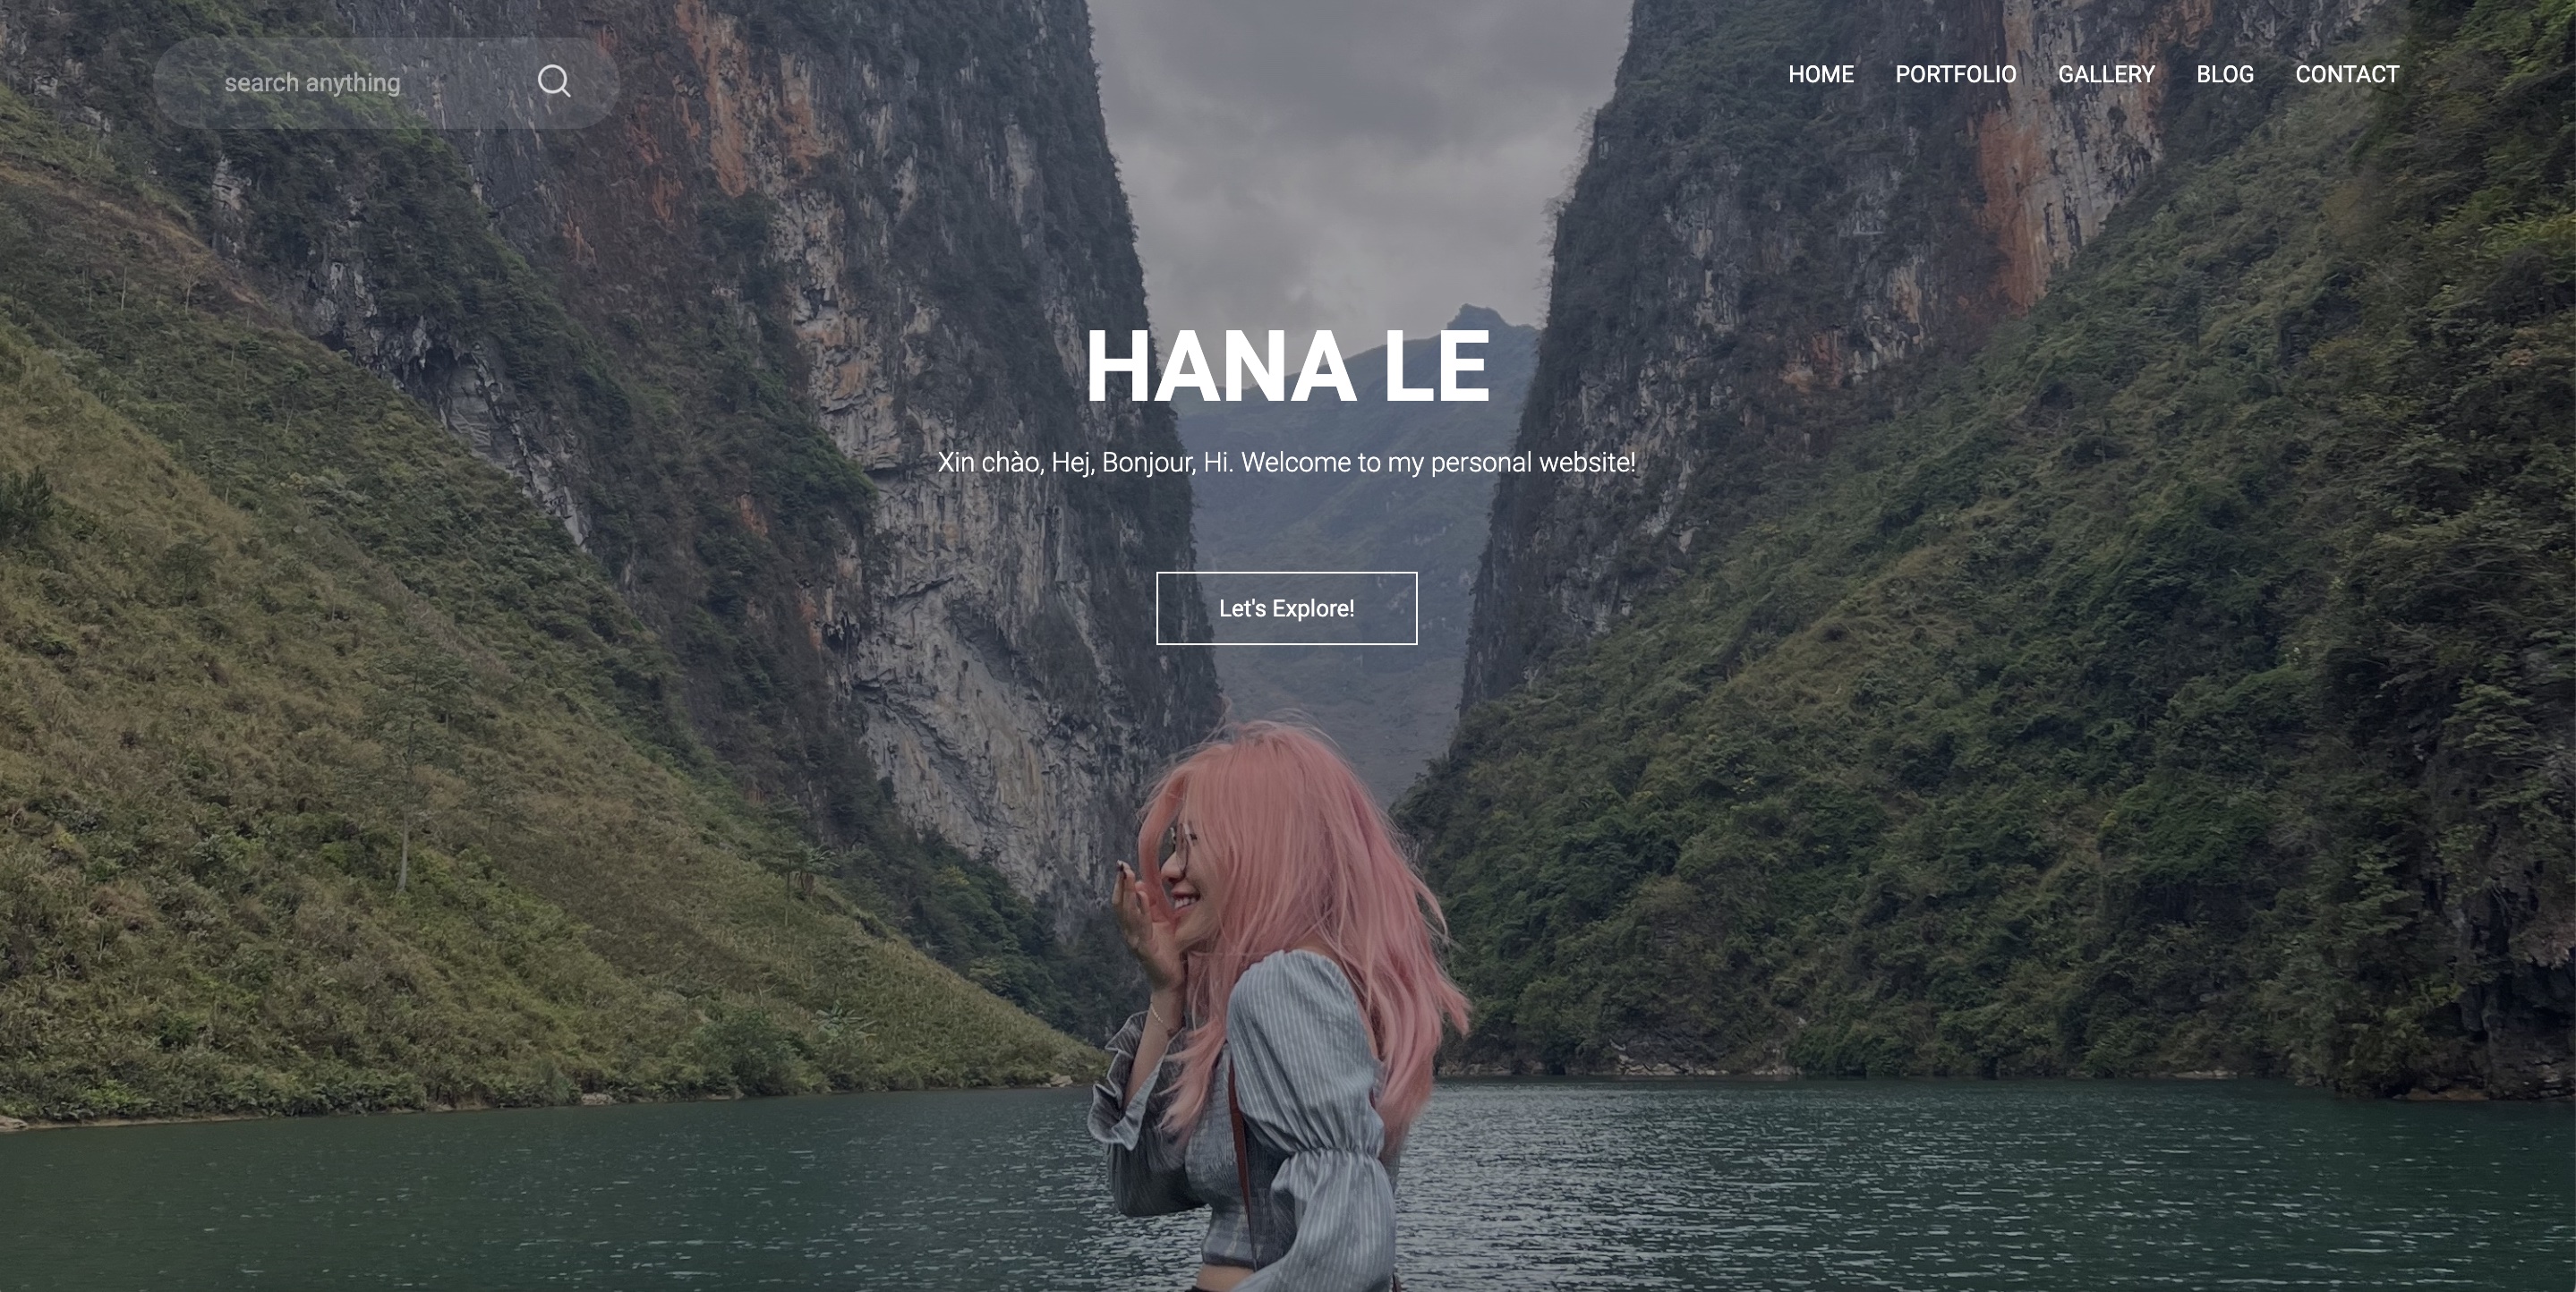 search anything
HOME PORTFOLIO GALLERY BLOG CONTACT
HANA LE
Xin chào, Hej, Bonjour, Hi. Welcome to my personal website!
Let's Explore!